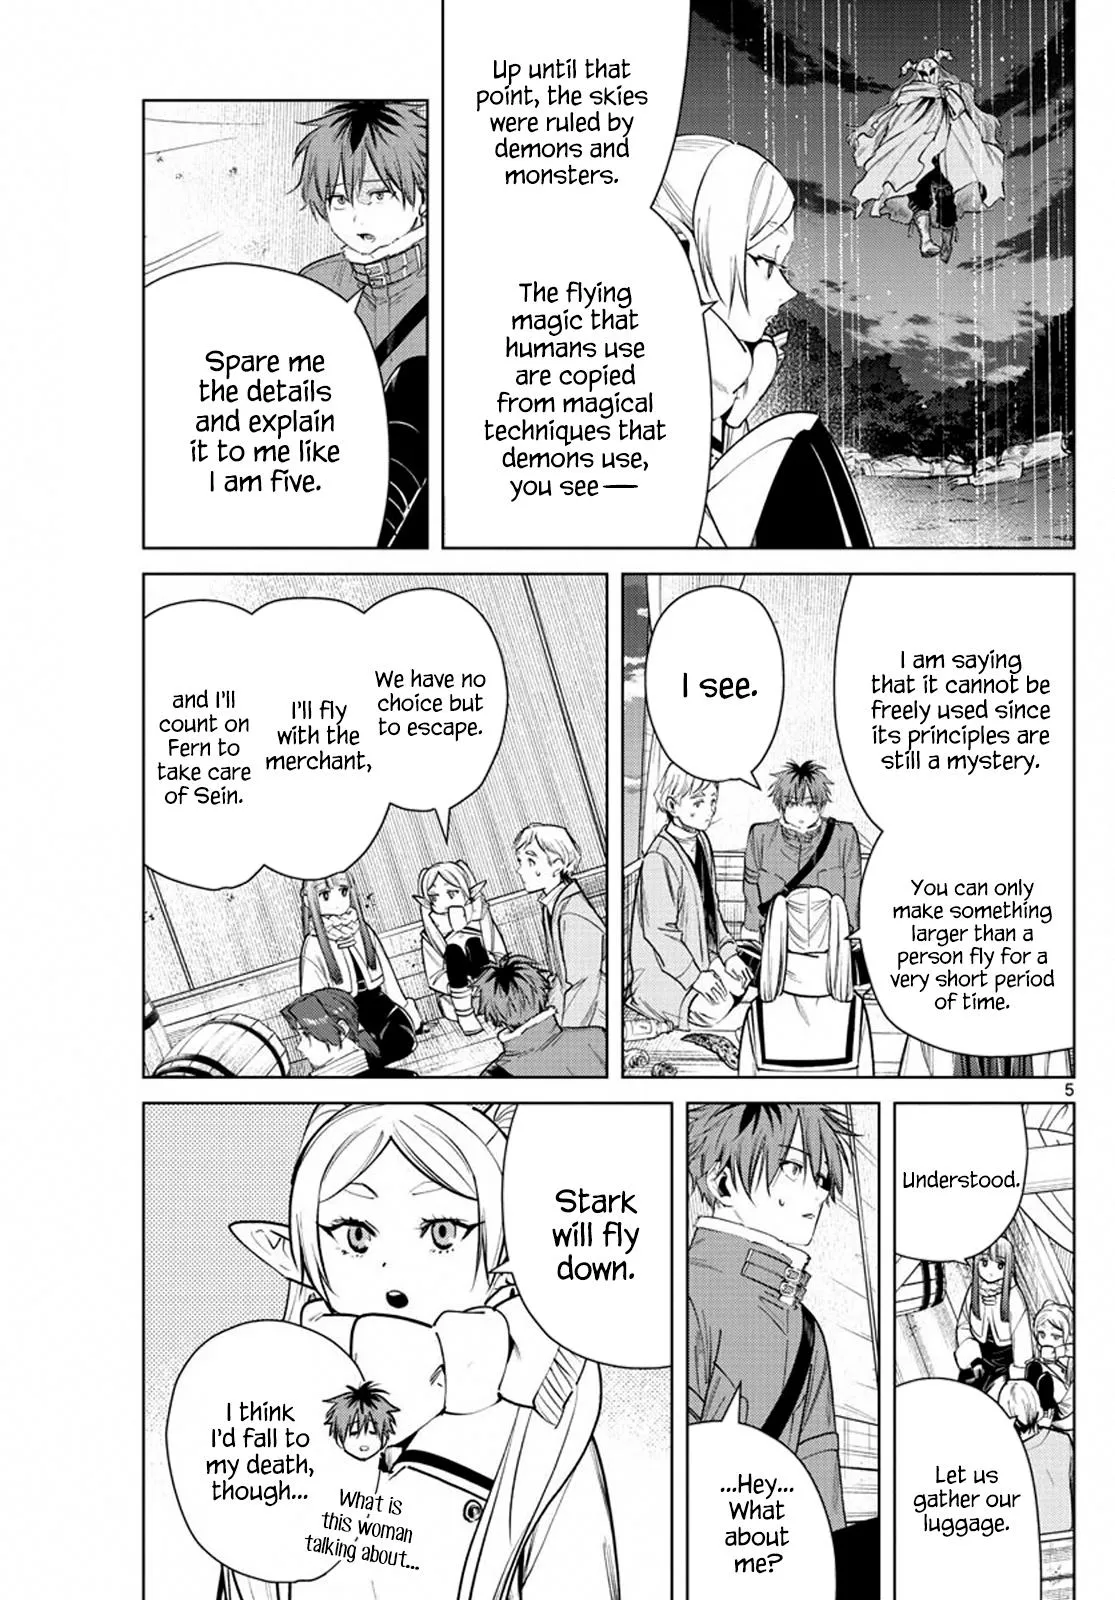 Up until that
point, the skies
were ruled by
demons and
monsters.
The flying
magic that
humans use
are copied
from magical
techniques that
demons use,
you see—
Spare me
the details
and explain
it to me like
I am five.
I am saying
that it cannot be
freely used since
its principles are
still a mystery.
You can only
make something
larger than a
person fly for a
very short period
of time.
I see.
We have no
choice but
to escape.
I'll fly
with the
merchant,
and I'll
count on
Fern to
take care
of Sein.
5
Understood.
Let us
gather our
luggage.
...Hey...
What
about
me?
Stark
will fly
down.
I think
I'd fall to
my death,
though...
What is
this woman
talking about...